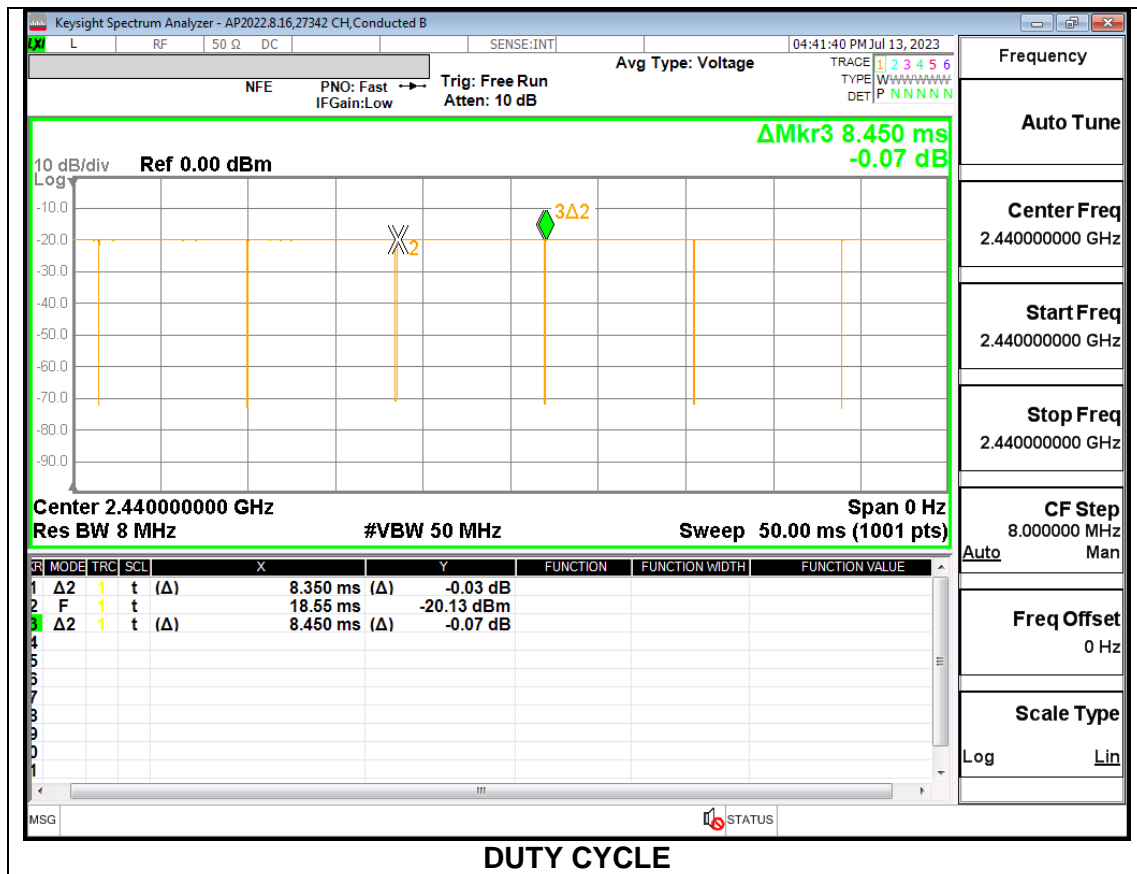 Keysight Spectrum Analyzer - AP2022.8.16,27342 CH,Conducted B
LXI L RF 50 Ω DC SENSE:INT 04:41:40 PM Jul 13, 2023
NFE PNO: Fast Trig: Free Run Avg Type: Voltage TRACE 1 2 3 4 5 6
IFGain:Low Atten: 10 dB TYPE WWWWWWW
DET P N N N N N
ΔMkr3 8.450 ms
-0.07 dB
10 dB/div Ref 0.00 dBm
Log
-10.0
3Δ2
-20.0
2
-30.0
-40.0
-50.0
-60.0
-70.0
-80.0
-90.0
Center 2.440000000 GHz Span 0 Hz
Res BW 8 MHz #VBW 50 MHz Sweep 50.00 ms (1001 pts)
MODE TRC SCL X Y FUNCTION FUNCTION WIDTH FUNCTION VALUE
1 Δ2 1 t (Δ) 8.350 ms (Δ) -0.03 dB
2 F 1 t 18.55 ms -20.13 dBm
3 Δ2 1 t (Δ) 8.450 ms (Δ) -0.07 dB
4
5
6
7
8
9
0
1
MSG STATUS
Frequency
Auto Tune
Center Freq
2.440000000 GHz
Start Freq
2.440000000 GHz
Stop Freq
2.440000000 GHz
CF Step
8.000000 MHz
Auto Man
Freq Offset
0 Hz
Scale Type
Log Lin
DUTY CYCLE